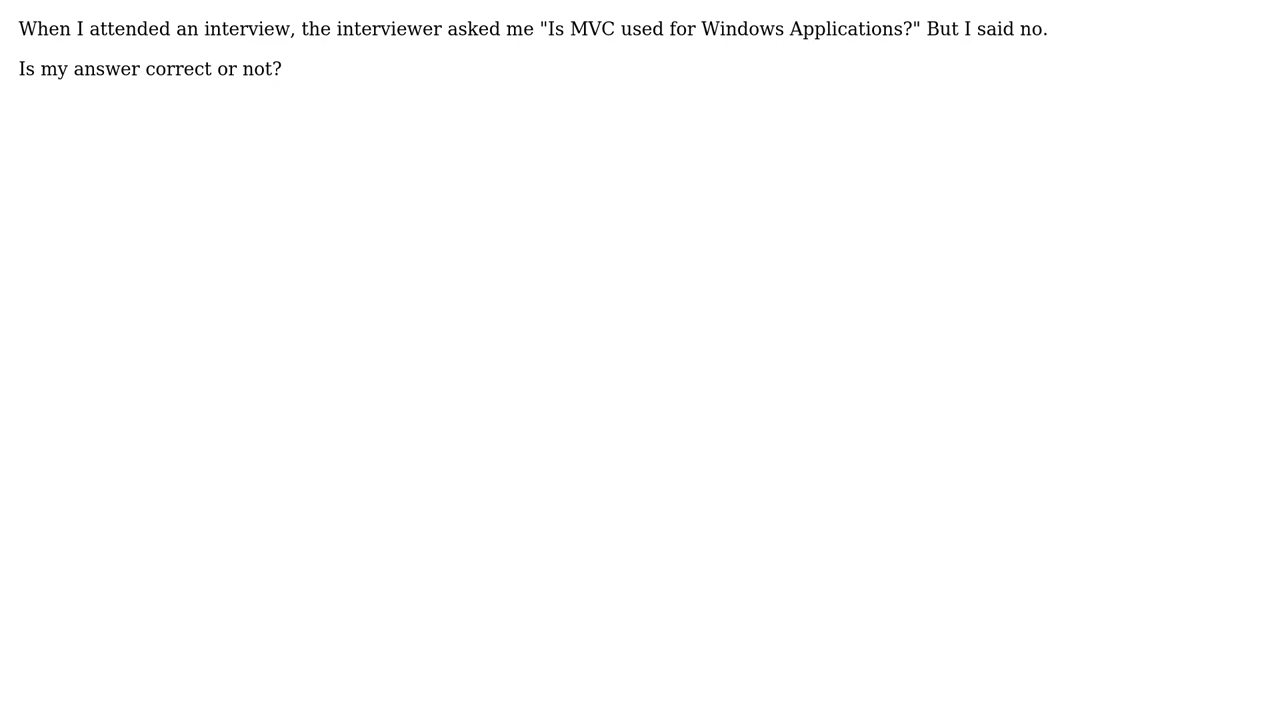 When I attended an interview, the interviewer asked me "Is MVC used for Windows Applications?" But I said no.
Is my answer correct or not?